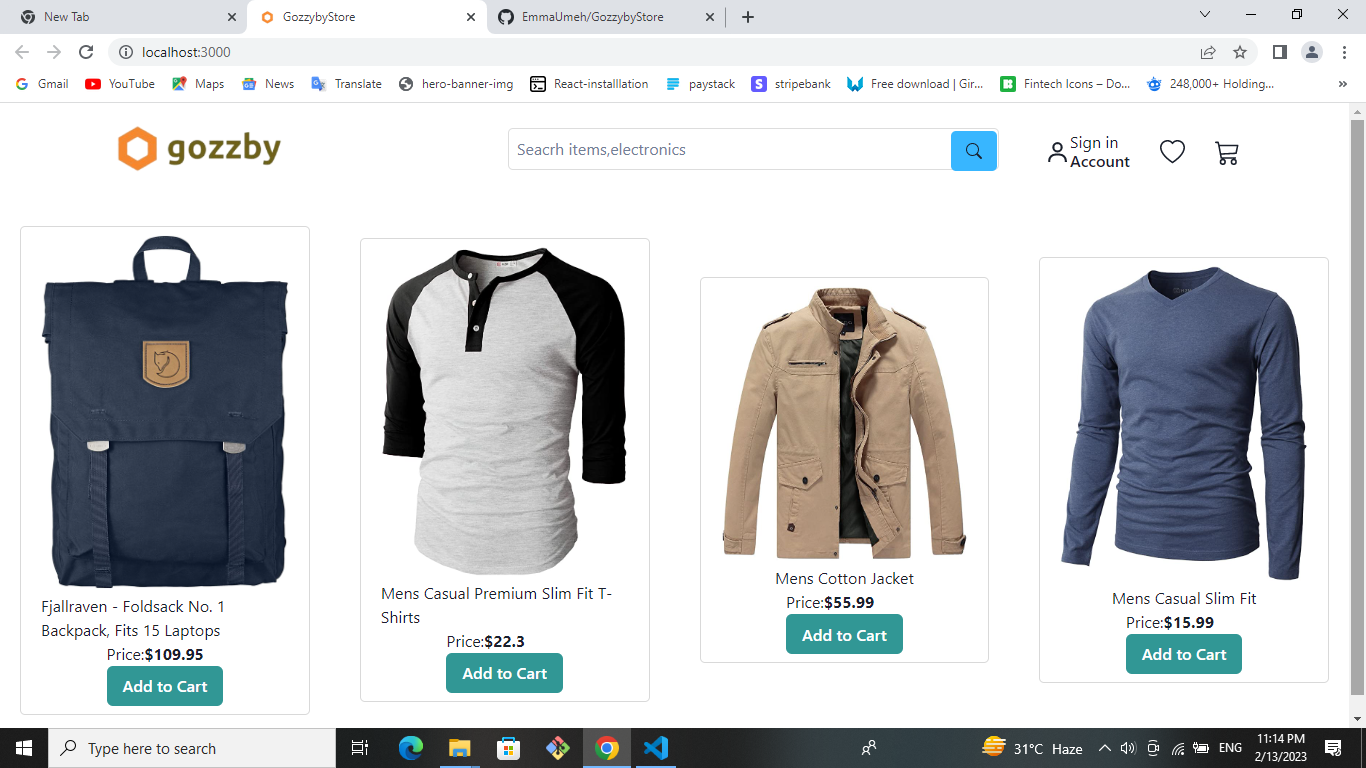 New Tab
GozzybyStore
EmmaUmeh/GozzybyStore
localhost:3000
Gmail
YouTube
Maps
News
Translate
hero-banner-img
React-installlation
paystack
stripebank
Free download | Gir...
Fintech Icons – Do...
248,000+ Holding...
»
gozzby
Seacrh items,electronics
Sign in
Account
Fjallraven - Foldsack No. 1
Backpack, Fits 15 Laptops
Price:$109.95
Add to Cart
Mens Casual Premium Slim Fit T-
Shirts
Price:$22.3
Add to Cart
Mens Cotton Jacket
Price:$55.99
Add to Cart
Mens Casual Slim Fit
Price:$15.99
Add to Cart
Type here to search
31°C Haze
ENG
11:14 PM
2/13/2023